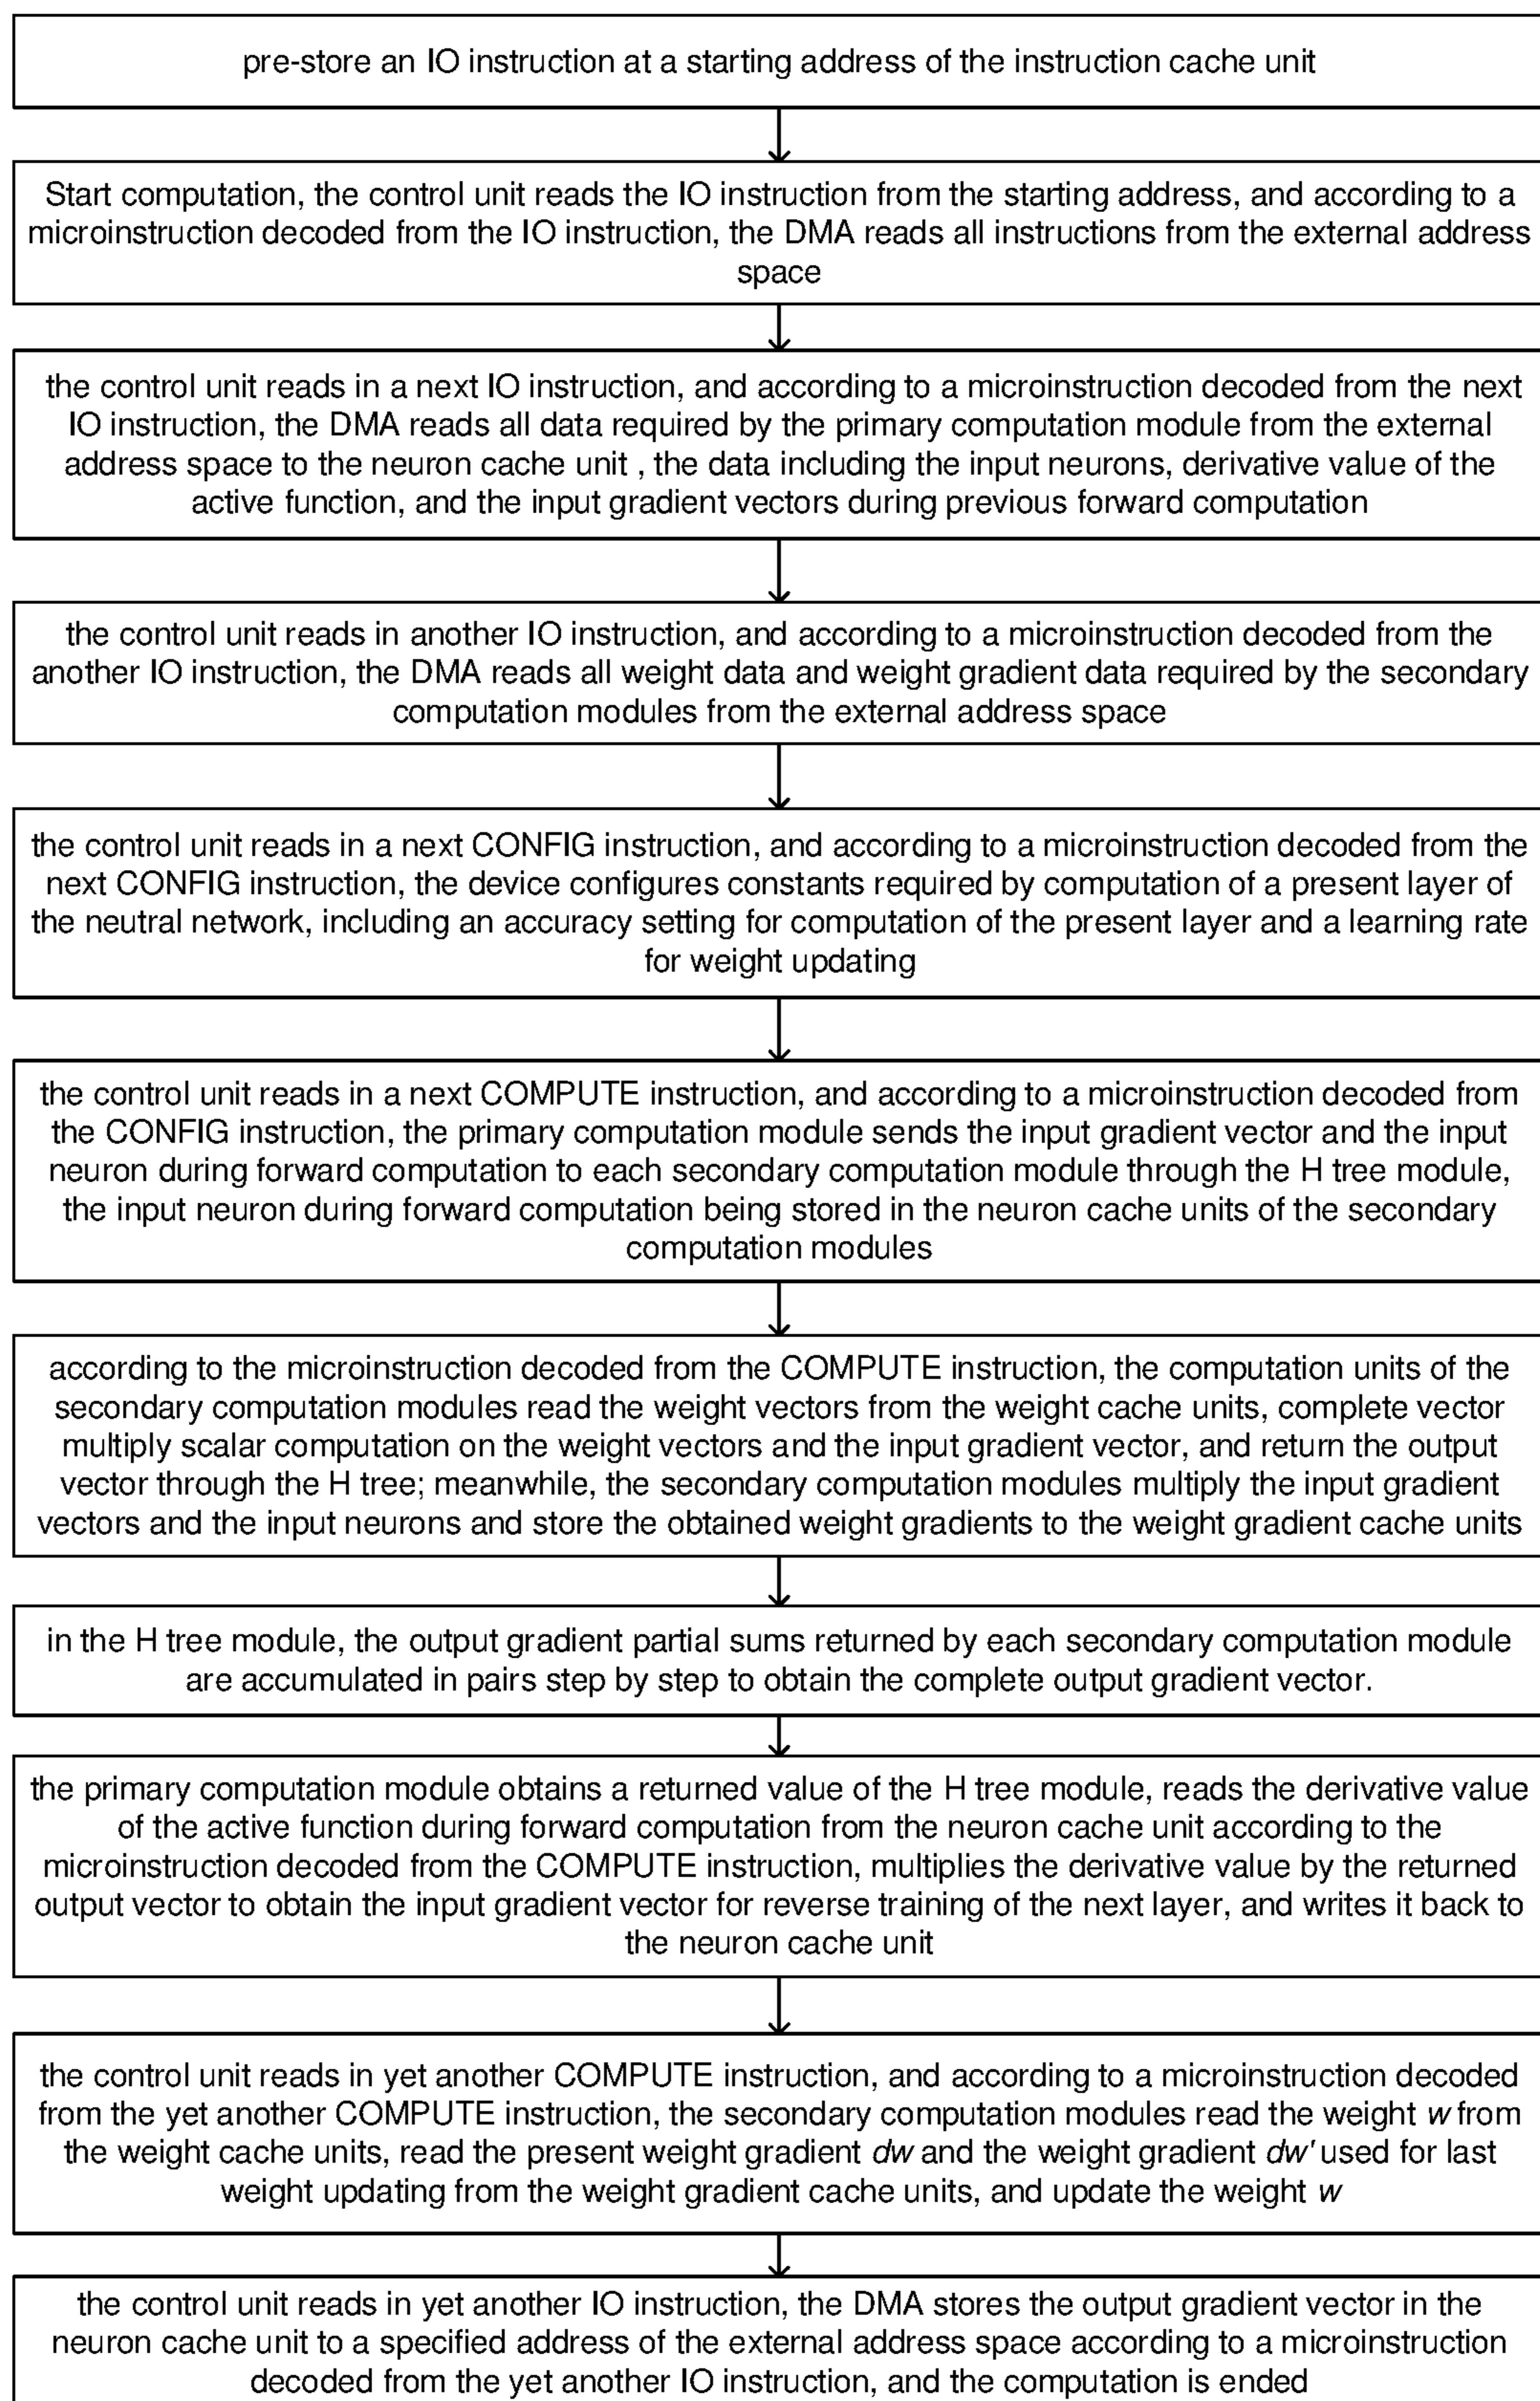 pre-store an IO instruction at a starting address of the instruction cache unit
Start computation, the control unit reads the IO instruction from the starting address, and according to a
microinstruction decoded from the IO instruction, the DMA reads all instructions from the external address
space
the control unit reads in a next IO instruction, and according to a microinstruction decoded from the next
IO instruction, the DMA reads all data required by the primary computation module from the external
address space to the neuron cache unit , the data including the input neurons, derivative value of the
active function, and the input gradient vectors during previous forward computation
the control unit reads in another IO instruction, and according to a microinstruction decoded from the
another IO instruction, the DMA reads all weight data and weight gradient data required by the secondary
computation modules from the external address space
the control unit reads in a next CONFIG instruction, and according to a microinstruction decoded from the
next CONFIG instruction, the device configures constants required by computation of a present layer of
the neutral network, including an accuracy setting for computation of the present layer and a learning rate
for weight updating
the control unit reads in a next COMPUTE instruction, and according to a microinstruction decoded from
the CONFIG instruction, the primary computation module sends the input gradient vector and the input
neuron during forward computation to each secondary computation module through the H tree module,
the input neuron during forward computation being stored in the neuron cache units of the secondary
computation modules
according to the microinstruction decoded from the COMPUTE instruction, the computation units of the
secondary computation modules read the weight vectors from the weight cache units, complete vector
multiply scalar computation on the weight vectors and the input gradient vector, and return the output
vector through the H tree; meanwhile, the secondary computation modules multiply the input gradient
vectors and the input neurons and store the obtained weight gradients to the weight gradient cache units
in the H tree module, the output gradient partial sums returned by each secondary computation module
are accumulated in pairs step by step to obtain the complete output gradient vector.
the primary computation module obtains a returned value of the H tree module, reads the derivative value
of the active function during forward computation from the neuron cache unit according to the
microinstruction decoded from the COMPUTE instruction, multiplies the derivative value by the returned
output vector to obtain the input gradient vector for reverse training of the next layer, and writes it back to
the neuron cache unit
the control unit reads in yet another COMPUTE instruction, and according to a microinstruction decoded
from the yet another COMPUTE instruction, the secondary computation modules read the weight w from
the weight cache units, read the present weight gradient dw and the weight gradient dw' used for last
weight updating from the weight gradient cache units, and update the weight w
the control unit reads in yet another IO instruction, the DMA stores the output gradient vector in the
neuron cache unit to a specified address of the external address space according to a microinstruction
decoded from the yet another IO instruction, and the computation is ended